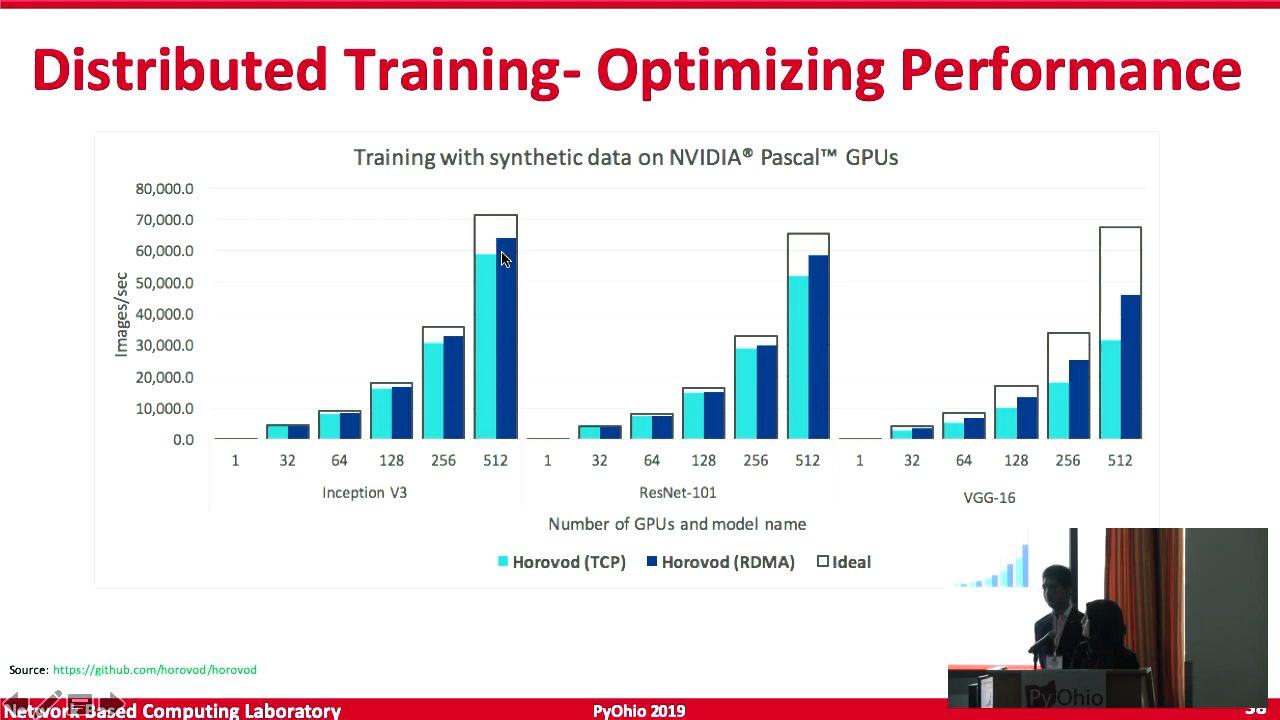 Distributed Training- Optimizing Performance
Training with synthetic data on NVIDIA® Pascal™ GPUs
80,000.0
70,000.0
60,000.0
50,000.0
40,000.0
30,000.0
20,000.0
10,000.0
0.0
Images/sec
1 32 64 128 256 512 1 32 64 128 256 512 1 32 64 128 256 512
Inception V3 ResNet-101 VGG-16
Number of GPUs and model name
Horovod (TCP) Horovod (RDMA) Ideal
Source: https://github.com/horovod/horovod
PyOhio
Network Based Computing Laboratory PyOhio 2019 38